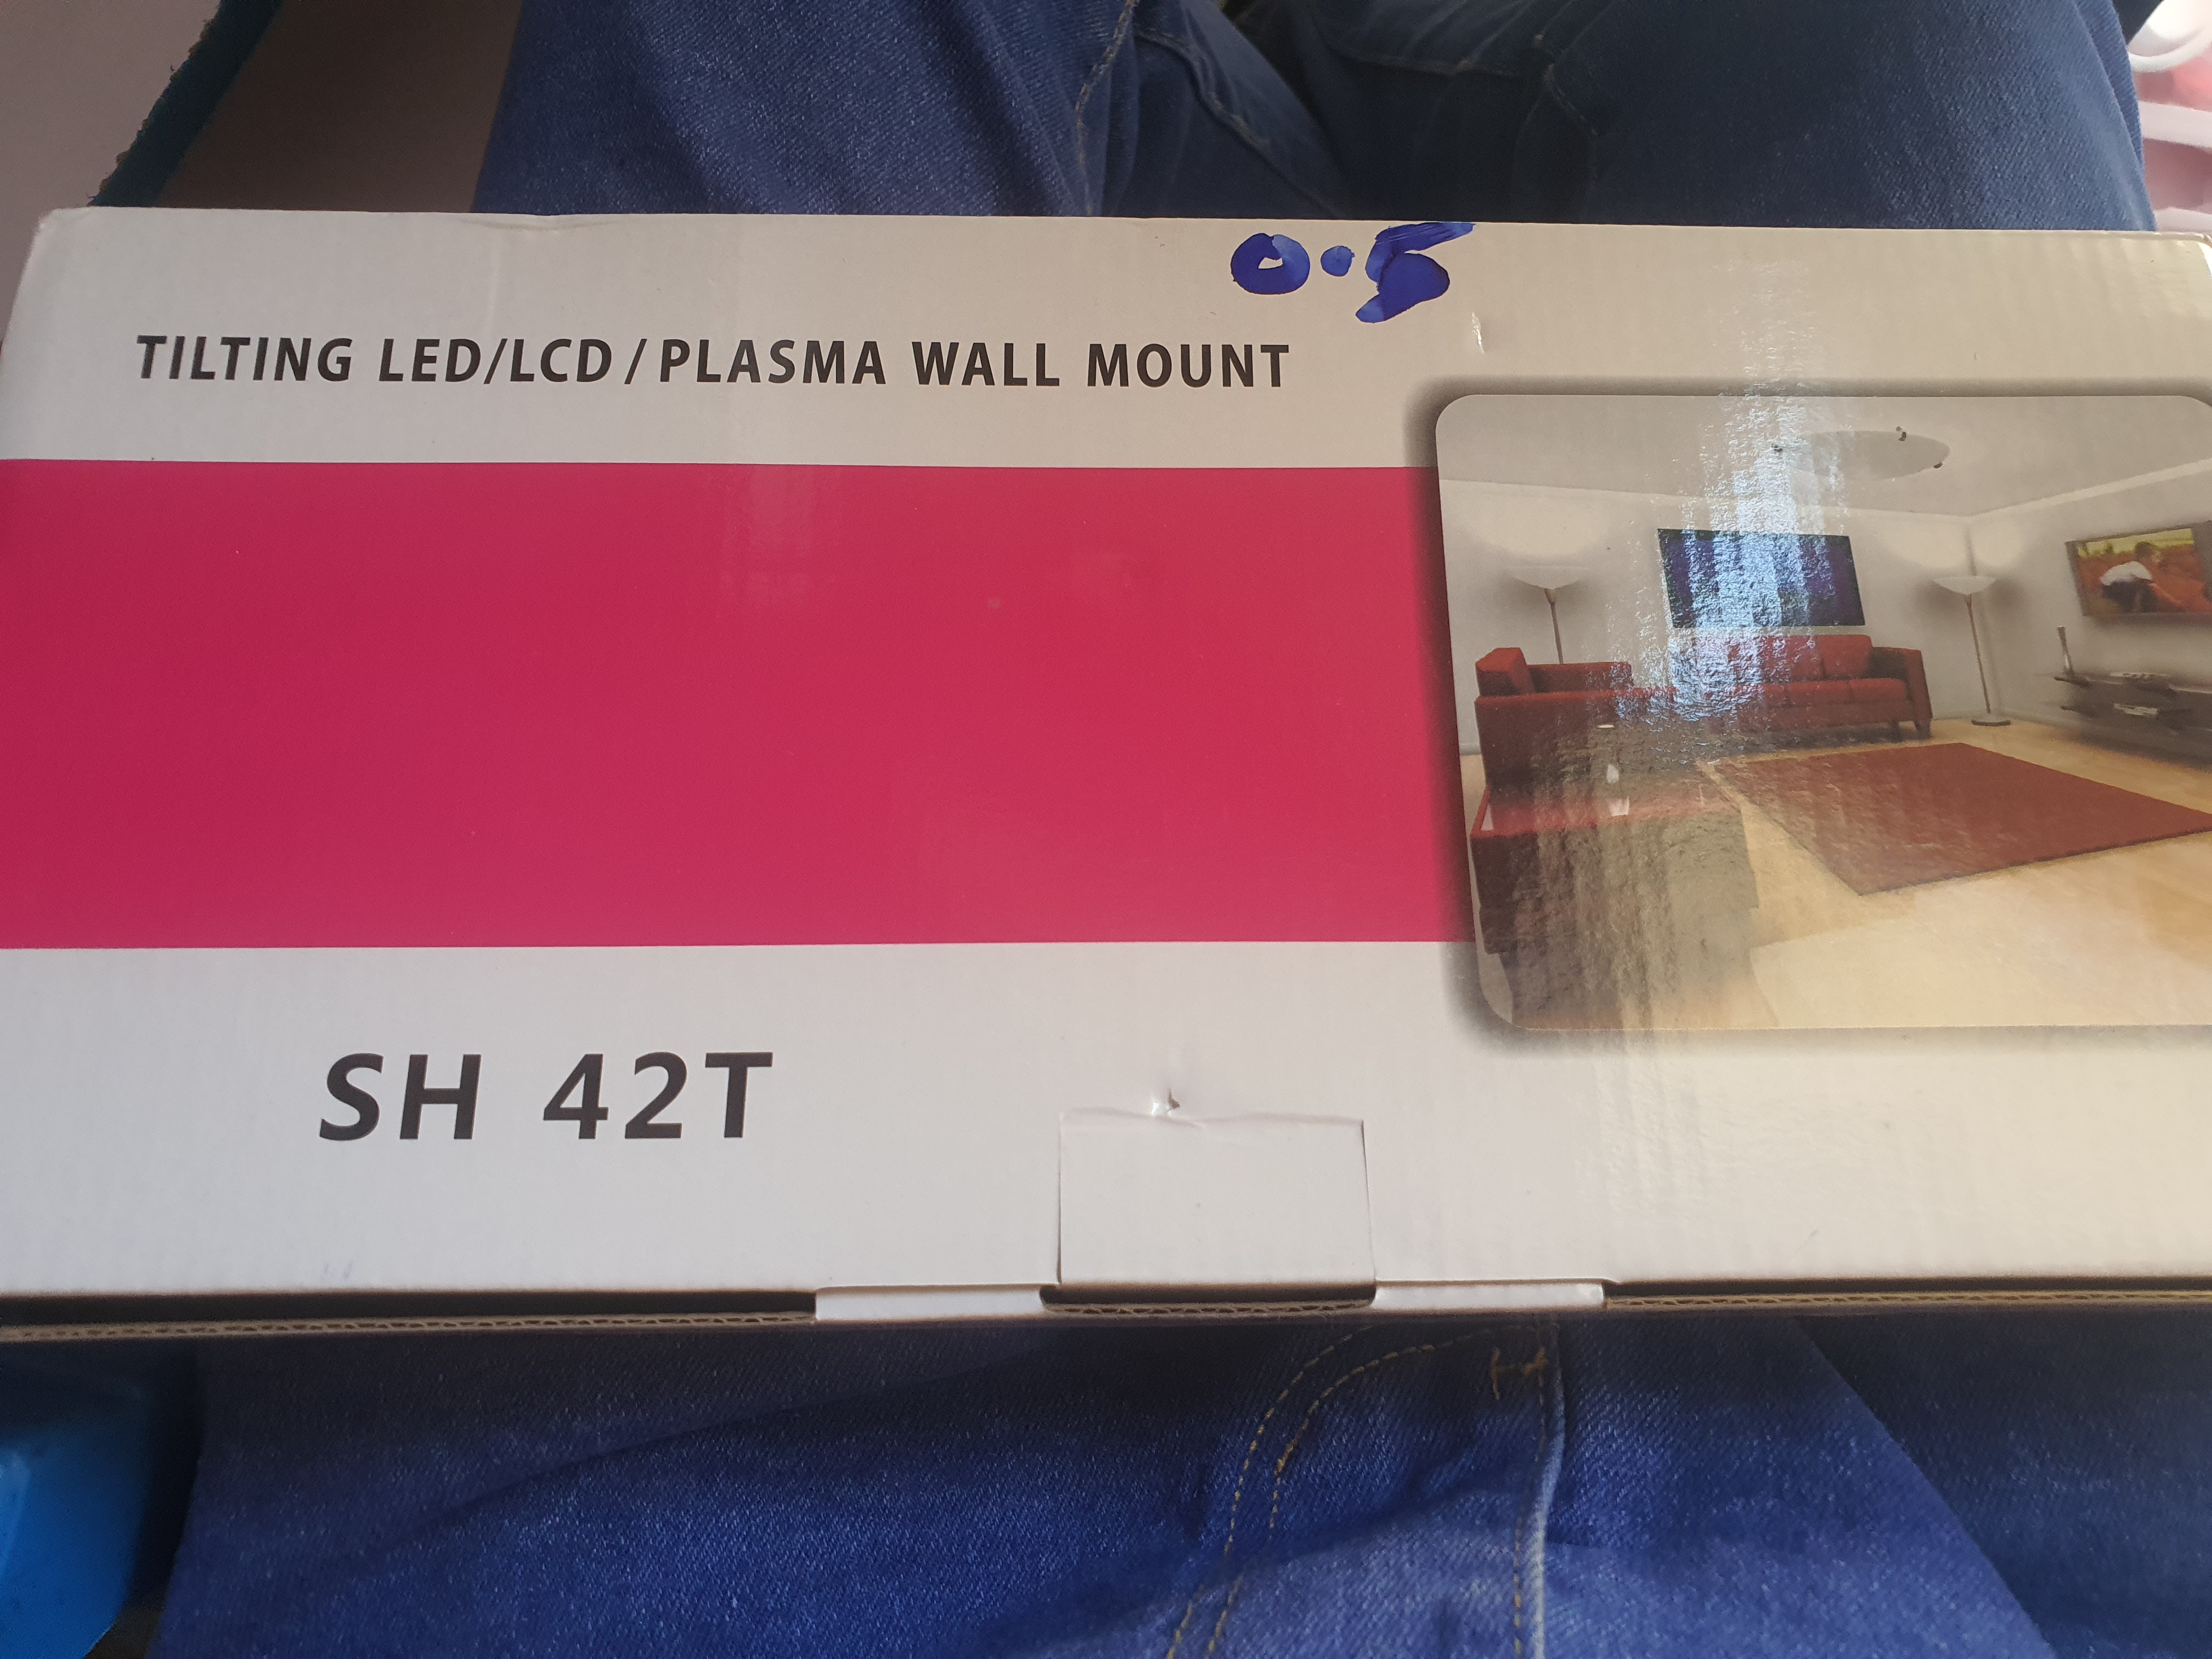 0.5
TILTING LED/LCD/PLASMA WALL MOUNT
SH 42T